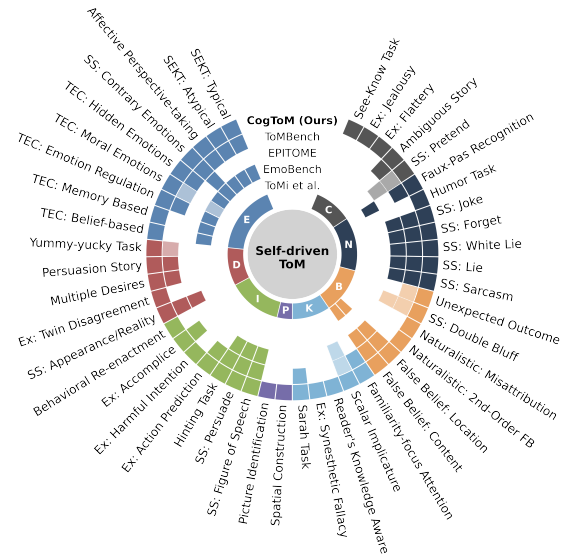 CogToM (Ours)
ToMBench
EPITOME
EmoBench
ToMi et al.
Self-driven
ToM
C
N
B
K
P
I
D
E
See-Know Task
Ex: Jealousy
Ex: Flattery
Ambiguous Story
SS: Pretend
Faux-Pas Recognition
Humor Task
SS: Joke
SS: Forget
SS: White Lie
SS: Lie
SS: Sarcasm
Unexpected Outcome
SS: Double Bluff
Naturalistic: Misattribution
Naturalistic: 2nd-Order FB
False Belief: Location
False Belief: Content
Familiarity-focus Attention
Scalar Implicature
Reader's Knowledge Aware
Ex: Synesthetic Fallacy
Sarah Task
Spatial Construction
Picture Identification
SS: Figure of Speech
SS: Persuade
Hinting Task
Ex: Action Prediction
Ex: Harmful Intention
Ex: Accomplice
Behavioral Re-enactment
SS: Appearance/Reality
Ex: Twin Disagreement
Multiple Desires
Persuasion Story
Yummy-yucky Task
TEC: Belief-based
TEC: Memory Based
TEC: Emotion Regulation
TEC: Moral Emotions
TEC: Hidden Emotions
SS: Contrary Emotions
Affective Perspective-taking
SEKT: Atypical
SEKT: Typical